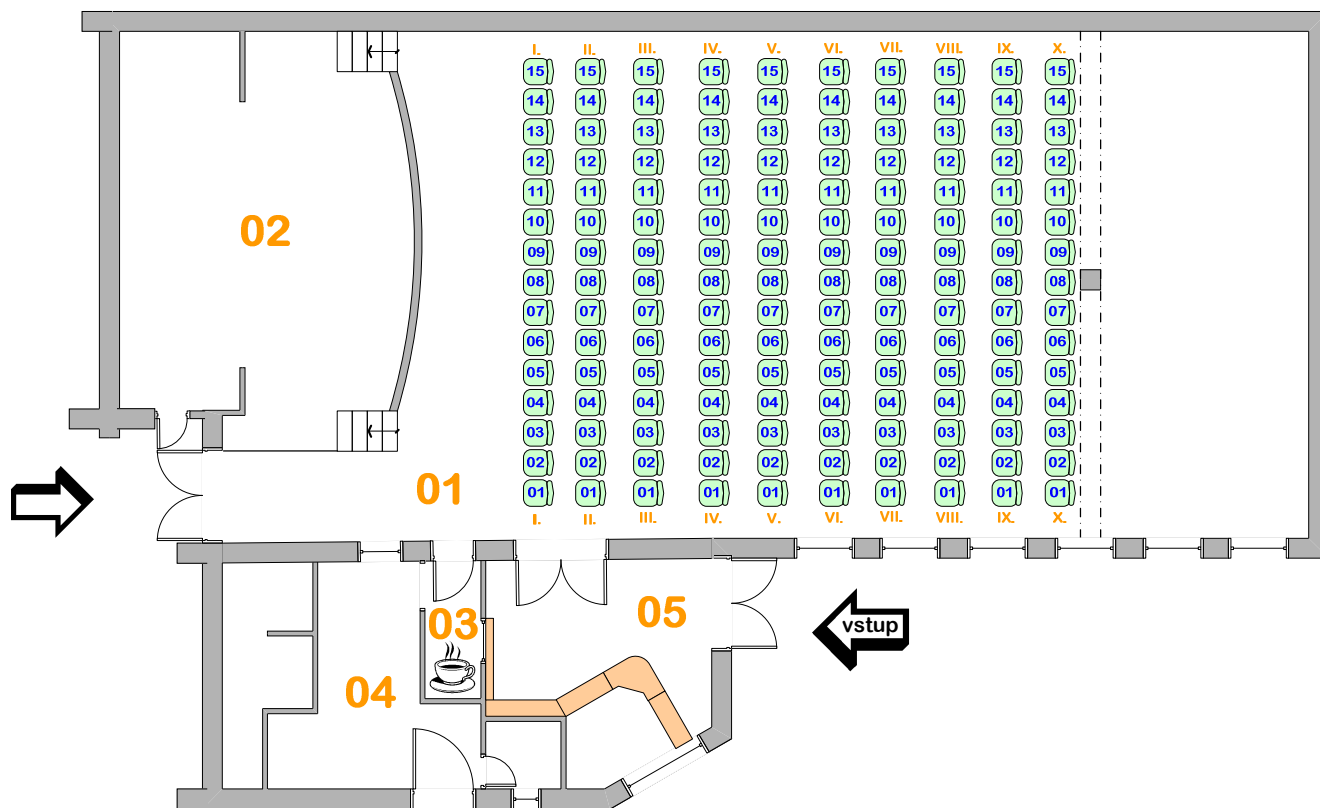 I. II. III. IV. V. VI. VII. VIII. IX. X.
15 15 15 15 15 15 15 15 15 15
14 14 14 14 14 14 14 14 14 14
13 13 13 13 13 13 13 13 13 13
12 12 12 12 12 12 12 12 12 12
11 11 11 11 11 11 11 11 11 11
10 10 10 10 10 10 10 10 10 10
02
09 09 09 09 09 09 09 09 09 09
08 08 08 08 08 08 08 08 08 08
07 07 07 07 07 07 07 07 07 07
06 06 06 06 06 06 06 06 06 06
05 05 05 05 05 05 05 05 05 05
04 04 04 04 04 04 04 04 04 04
03 03 03 03 03 03 03 03 03 03
02 02 02 02 02 02 02 02 02 02
01
01 01 01 01 01 01 01 01 01 01
I. II. III. IV. V. VI. VII. VIII. IX. X.
03
05
vstup
04